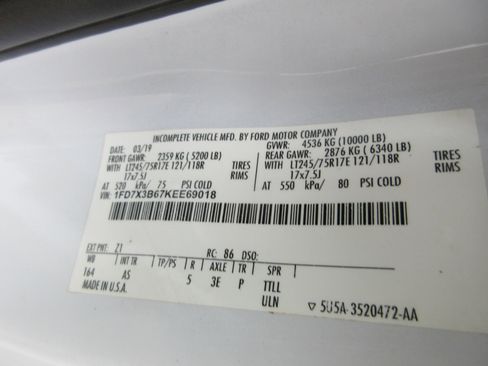 INCOMPLETE VEHICLE MFD. BY FORD MOTOR COMPANY
DATE: 03/19 GVWR: 4536 KG (10000 LB)
FRONT GAWR: 2359 KG (5200 LB) REAR GAWR: 2876 KG (6340 LB)
WITH LT245/75R17E 121/118R TIRES WITH LT245/75R17E 121/118R TIRES
17x7.5J RIMS 17x7.5J RIMS
AT 520 kPa/ 75 PSI COLD AT 550 kPa/ 80 PSI COLD
VIN: 1FD7X3B67KEE69018
EXT PNT: Z1 RC: 86 DSO:
WB INT TR TP/PS R AXLE TR SPR
164 AS 5 3E P TTLL
MADE IN U.S.A. ULN ▽ 5U5A-3520472-AA